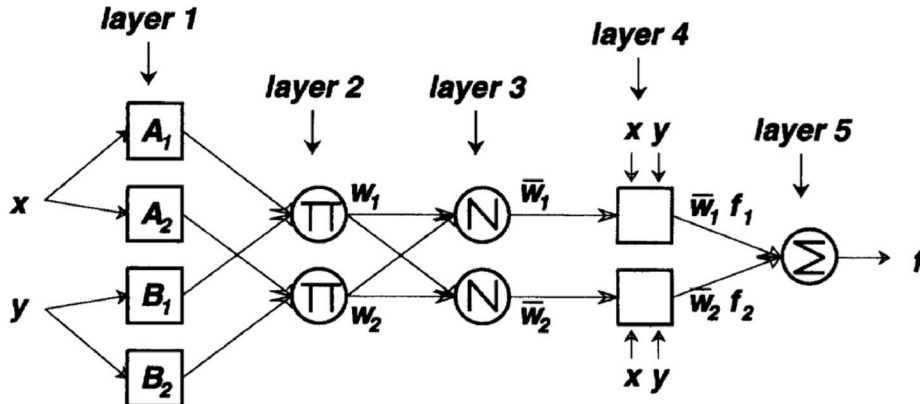 layer 1
layer 2
layer 3
layer 4
layer 5
x
y
A₁
A₂
B₁
B₂
Π
Π
w₁
w₂
N
N
w̅₁
w̅₂
x y
x y
w̅₁ f₁
w̅₂ f₂
Σ
f